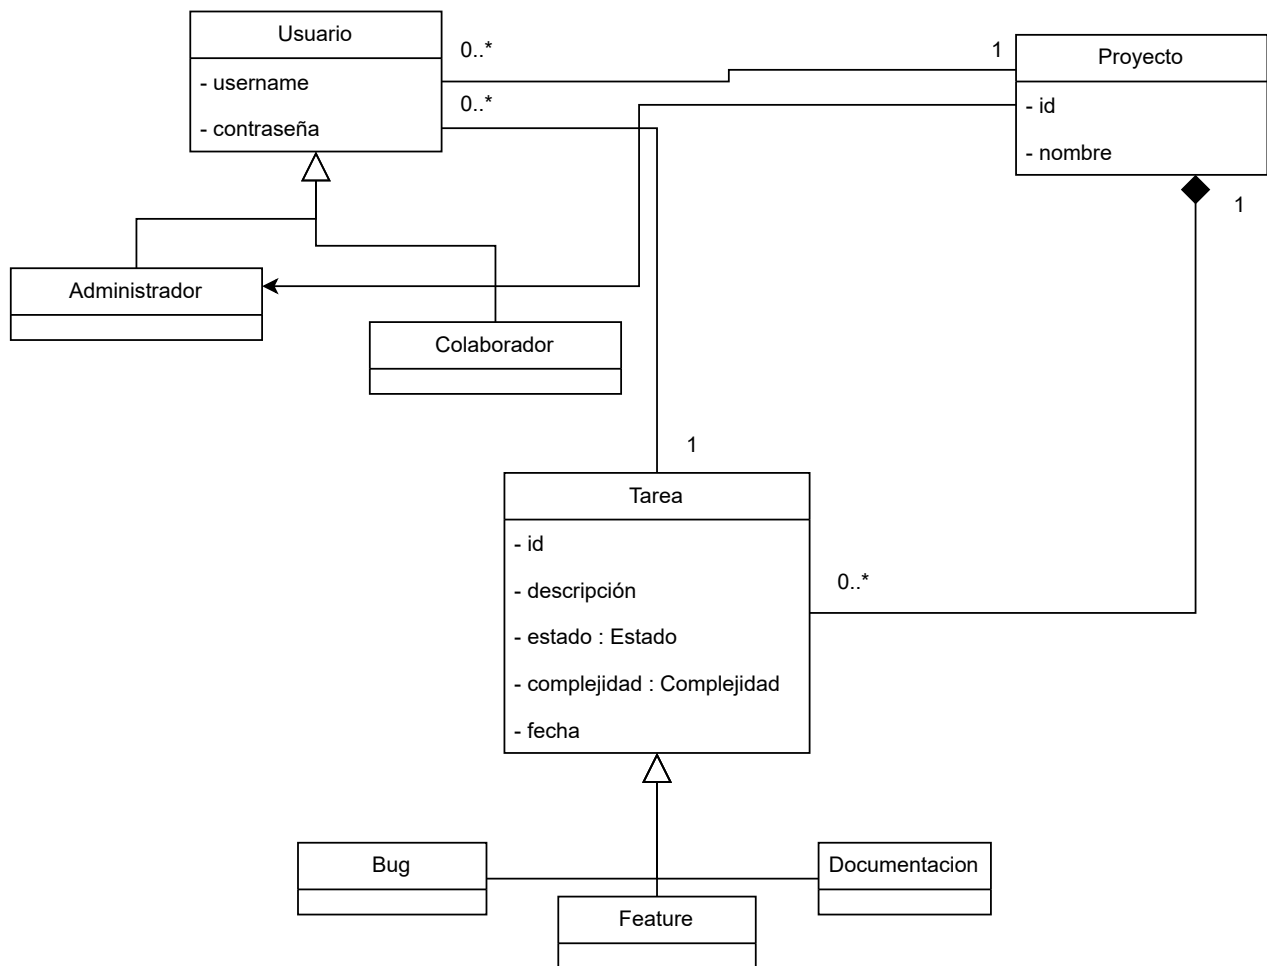 Usuario
- username
- contraseña
0..*
0..*
1
Proyecto
- id
- nombre
1
Administrador
Colaborador
1
Tarea
- id
- descripción
- estado : Estado
- complejidad : Complejidad
- fecha
0..*
Bug
Feature
Documentacion